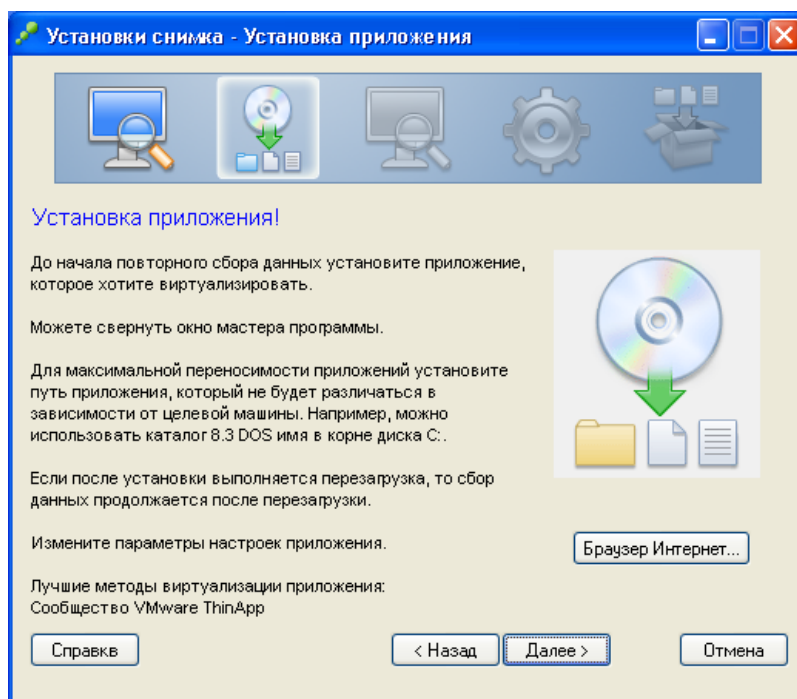 Установки снимка - Установка приложения
Установка приложения!
До начала повторного сбора данных установите приложение,
которое хотите виртуализировать.
Можете свернуть окно мастера программы.
Для максимальной переносимости приложений установите
путь приложения, который не будет различаться в
зависимости от целевой машины. Например, можно
использовать каталог 8.3 DOS имя в корне диска C:.
Если после установки выполняется перезагрузка, то сбор
данных продолжается после перезагрузки.
Измените параметры настроек приложения.
Браузер Интернет...
Лучшие методы виртуализации приложения:
Сообщество VMware ThinApp
Справкв
< Назад
Далее >
Отмена